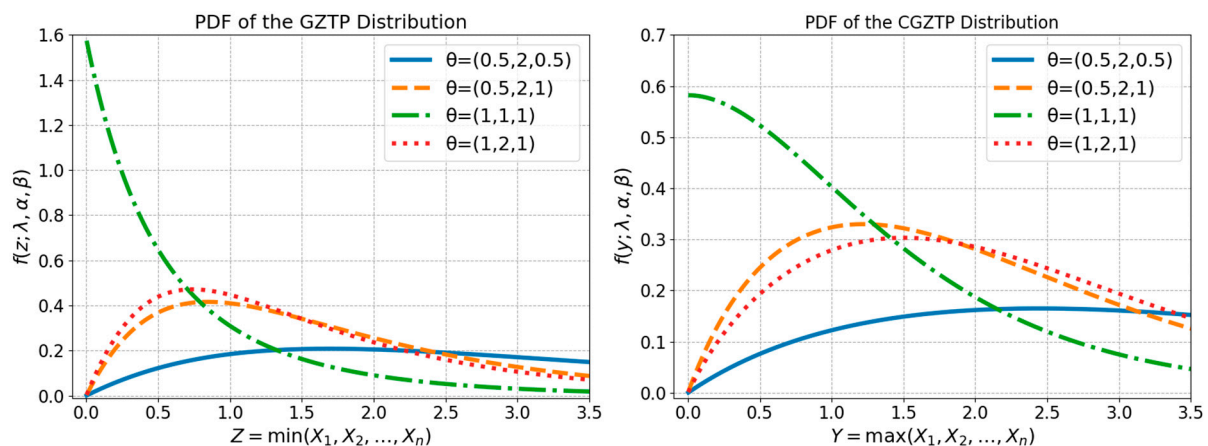 PDF of the GZTP Distribution
1.6
1.4
1.2
1.0
0.8
0.6
0.4
0.2
0.0
f(z; λ, α, β)
θ=(0.5,2,0.5)
θ=(0.5,2,1)
θ=(1,1,1)
θ=(1,2,1)
0.0 0.5 1.0 1.5 2.0 2.5 3.0 3.5
Z = min(X₁, X₂, ..., Xₙ)
PDF of the CGZTP Distribution
0.7
0.6
0.5
0.4
0.3
0.2
0.1
0.0
f(y; λ, α, β)
θ=(0.5,2,0.5)
θ=(0.5,2,1)
θ=(1,1,1)
θ=(1,2,1)
0.0 0.5 1.0 1.5 2.0 2.5 3.0 3.5
Y = max(X₁, X₂, ..., Xₙ)